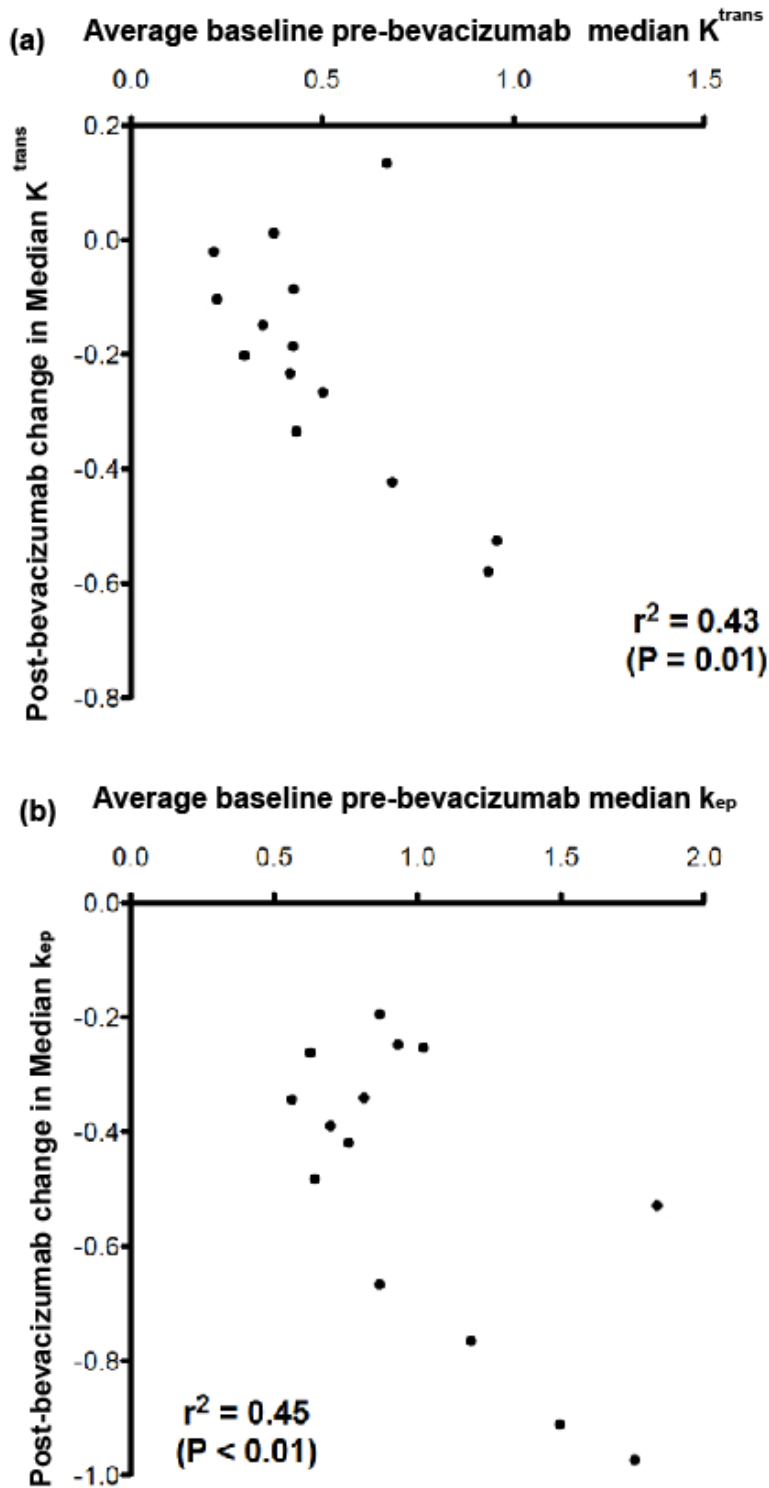 (a) Average baseline pre-bevacizumab median K^trans
0.0 0.5 1.0 1.5
Post-bevacizumab change in Median K^trans
0.2
0.0
-0.2
-0.4
-0.6
-0.8
r² = 0.43
(P = 0.01)
(b) Average baseline pre-bevacizumab median kₑₚ
0.0 0.5 1.0 1.5 2.0
Post-bevacizumab change in Median kₑₚ
0.0
-0.2
-0.4
-0.6
-0.8
-1.0
r² = 0.45
(P < 0.01)